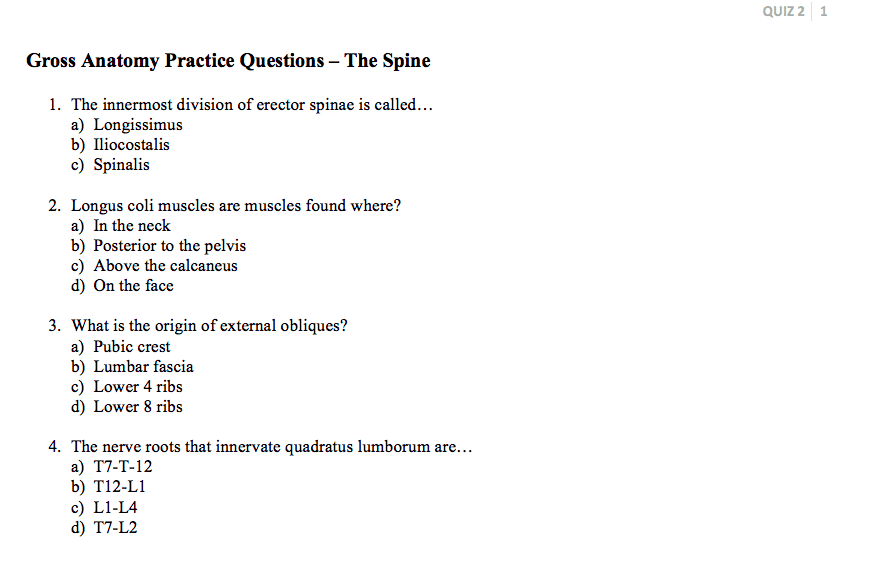 QUIZ 2 1
Gross Anatomy Practice Questions – The Spine
1. The innermost division of erector spinae is called…
a) Longissimus
b) Iliocostalis
c) Spinalis
2. Longus coli muscles are muscles found where?
a) In the neck
b) Posterior to the pelvis
c) Above the calcaneus
d) On the face
3. What is the origin of external obliques?
a) Pubic crest
b) Lumbar fascia
c) Lower 4 ribs
d) Lower 8 ribs
4. The nerve roots that innervate quadratus lumborum are…
a) T7-T-12
b) T12-L1
c) L1-L4
d) T7-L2